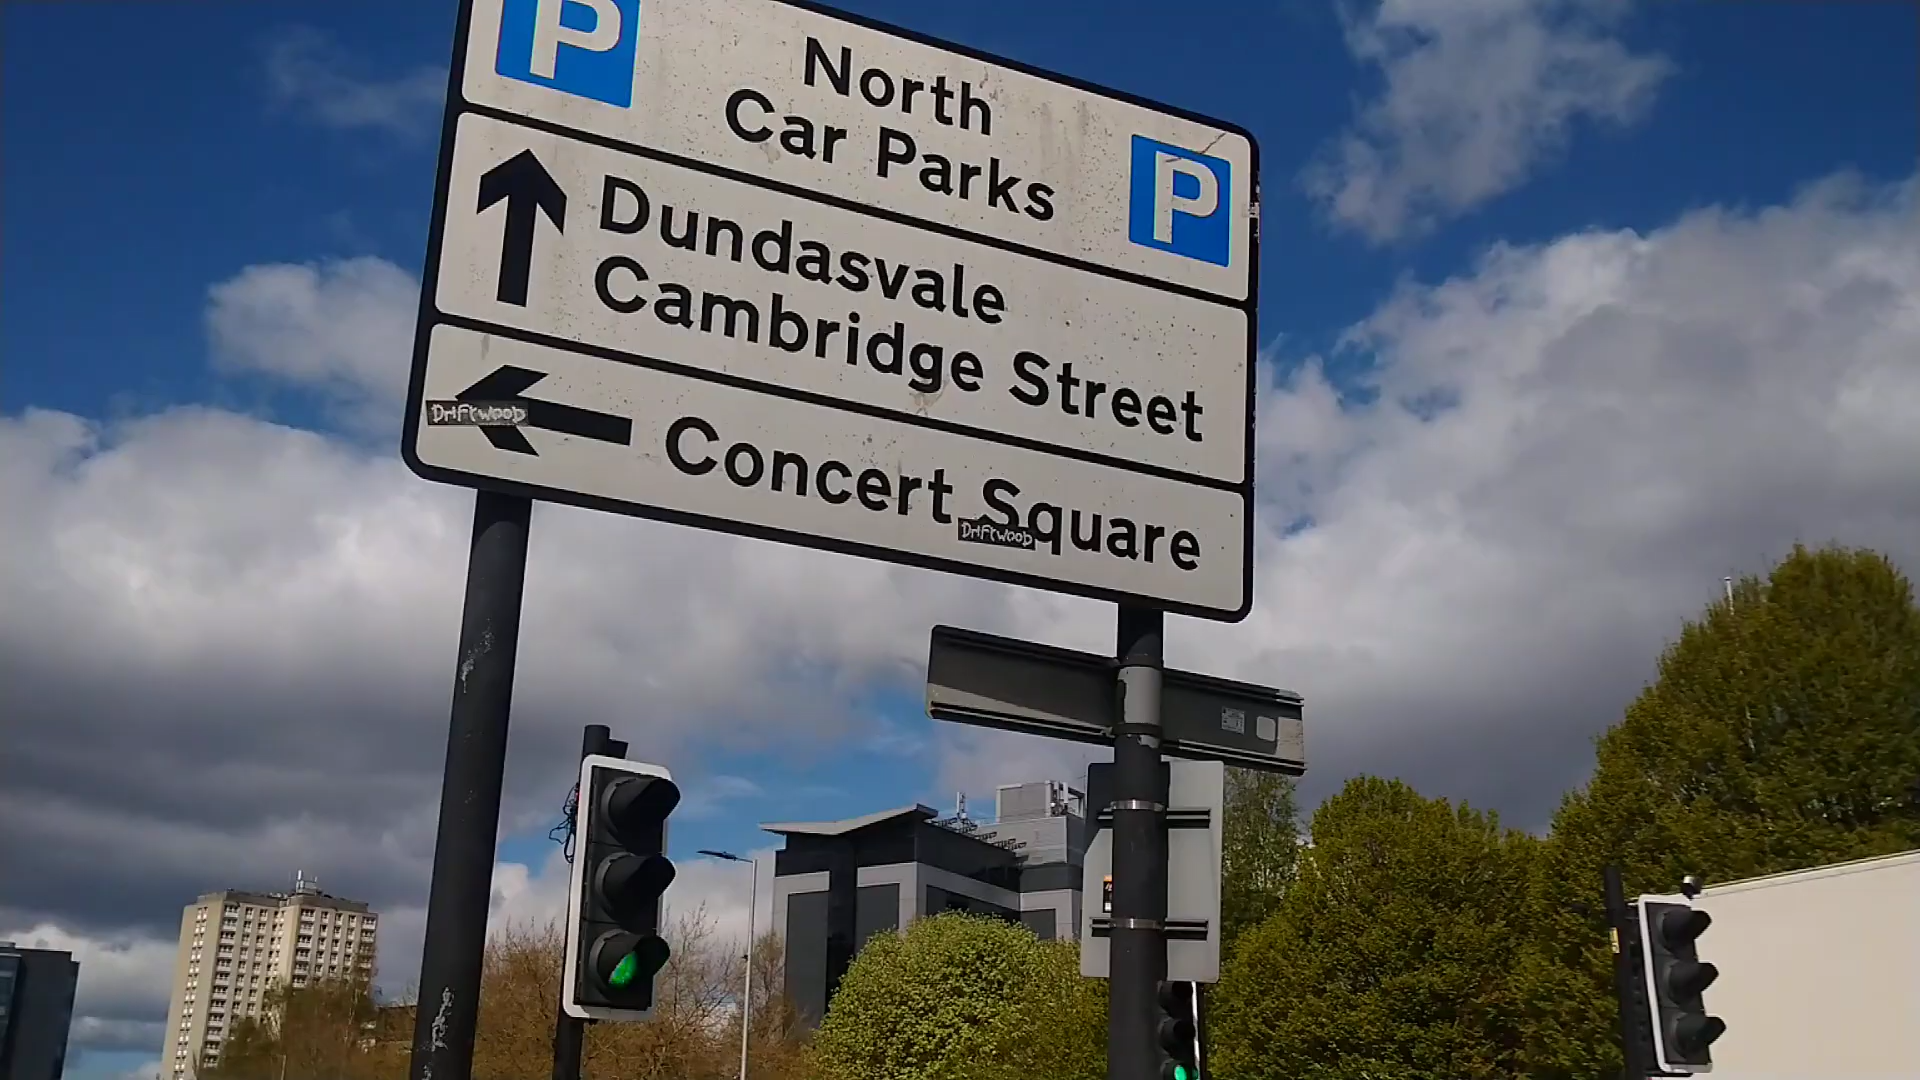 P
North
Car Parks
P
Dundasvale
Cambridge Street
Driftwood
Concert Square
Driftwood